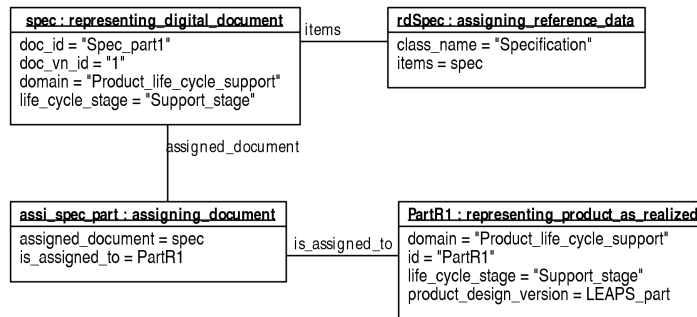 spec : representing_digital_document
doc_id = "Spec_part1"
doc_vn_id = "1"
domain = "Product_life_cycle_support"
life_cycle_stage = "Support_stage"
items
rdSpec : assigning_reference_data
class_name = "Specification"
items = spec
assigned_document
assi_spec_part : assigning_document
assigned_document = spec
is_assigned_to = PartR1
is_assigned_to
PartR1 : representing_product_as_realized
domain = "Product_life_cycle_support"
id = "PartR1"
life_cycle_stage = "Support_stage"
product_design_version = LEAPS_part